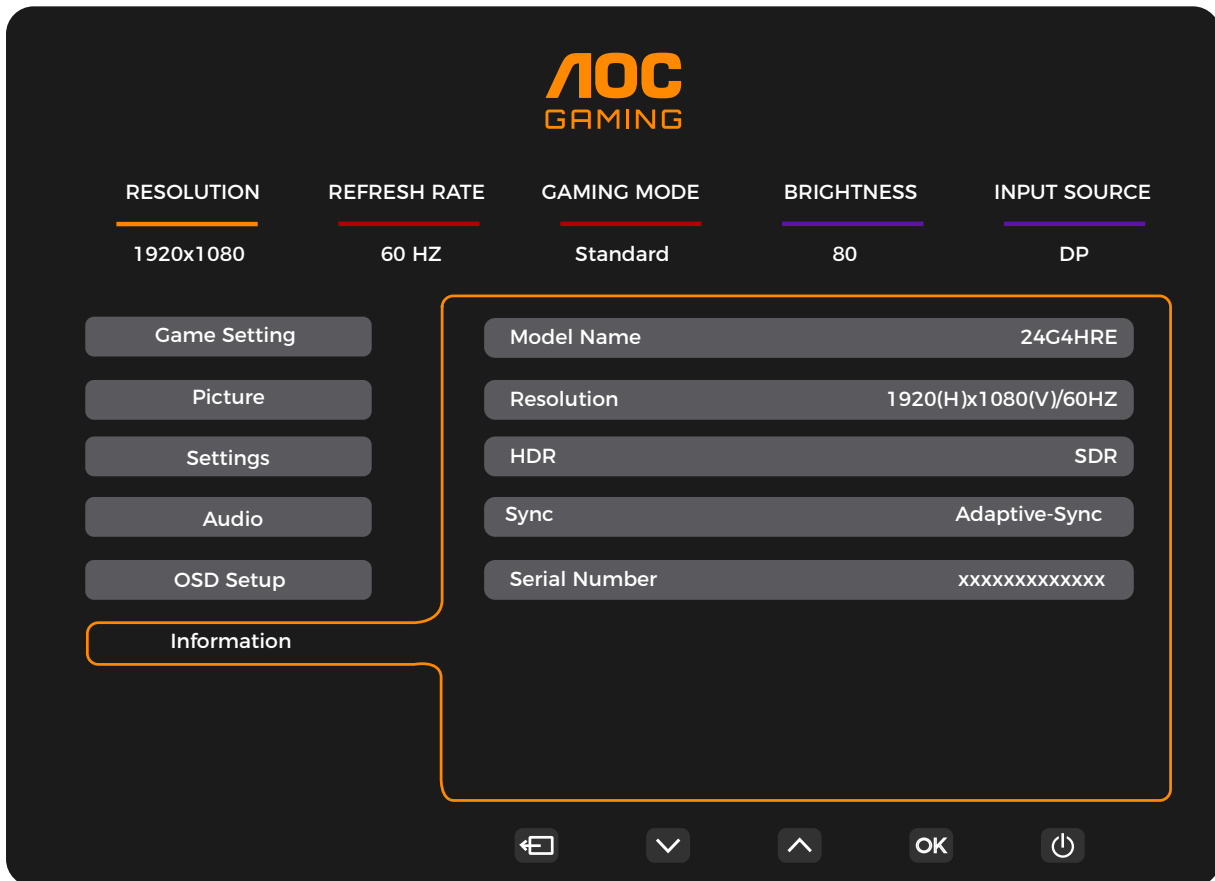 AOC
GAMING
RESOLUTION REFRESH RATE GAMING MODE BRIGHTNESS INPUT SOURCE
1920x1080 60 HZ Standard 80 DP
Game Setting Model Name 24G4HRE
Picture Resolution 1920(H)x1080(V)/60HZ
Settings HDR SDR
Audio Sync Adaptive-Sync
OSD Setup Serial Number xxxxxxxxxxxxx
Information
OK